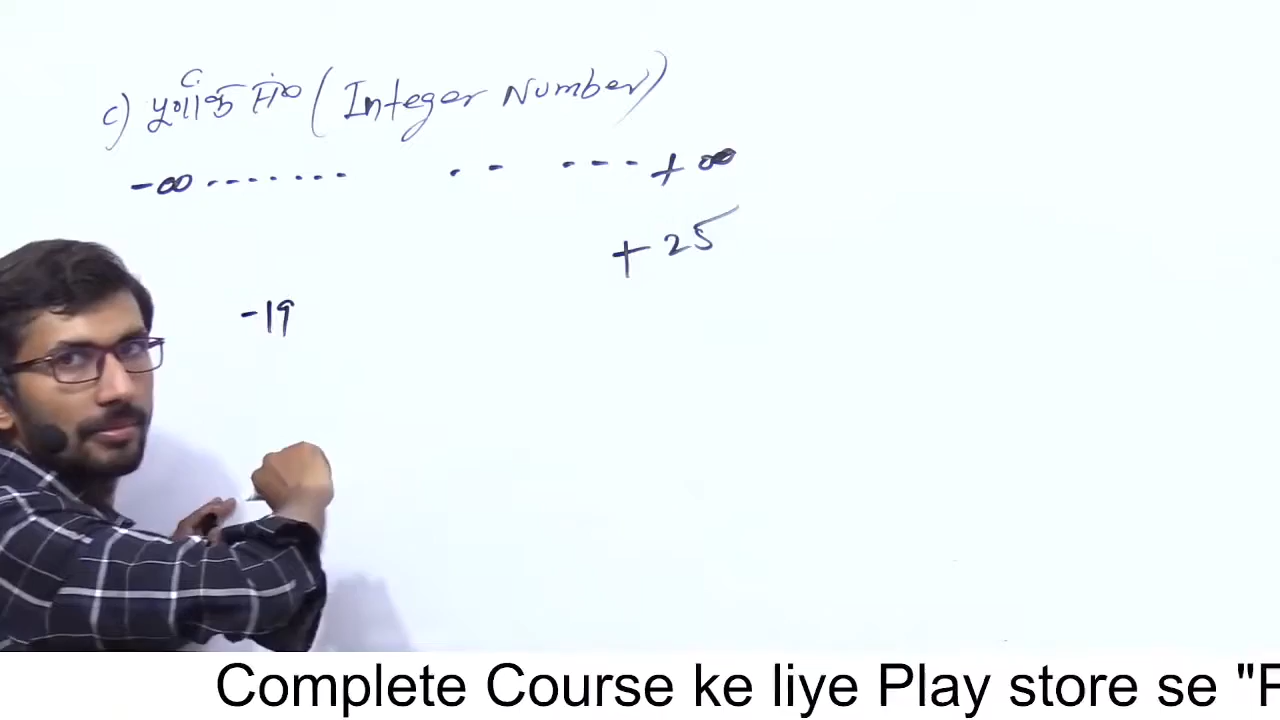 c) पूर्णांक सं० (Integer Number)
-∞ ....... .. ...+∞
+25
-19
Complete Course ke liye Play store se "F